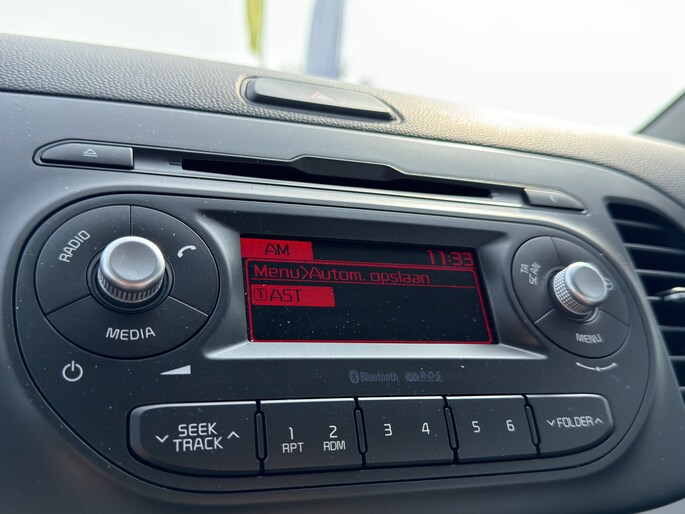 AM 11:33
Menu>Autom. opslaan
1 AST
RADIO
MEDIA
TA
SCAN
MENU
Bluetooth R·D·S
SEEK
TRACK
1 2
RPT RDM
3 4
5 6
FOLDER